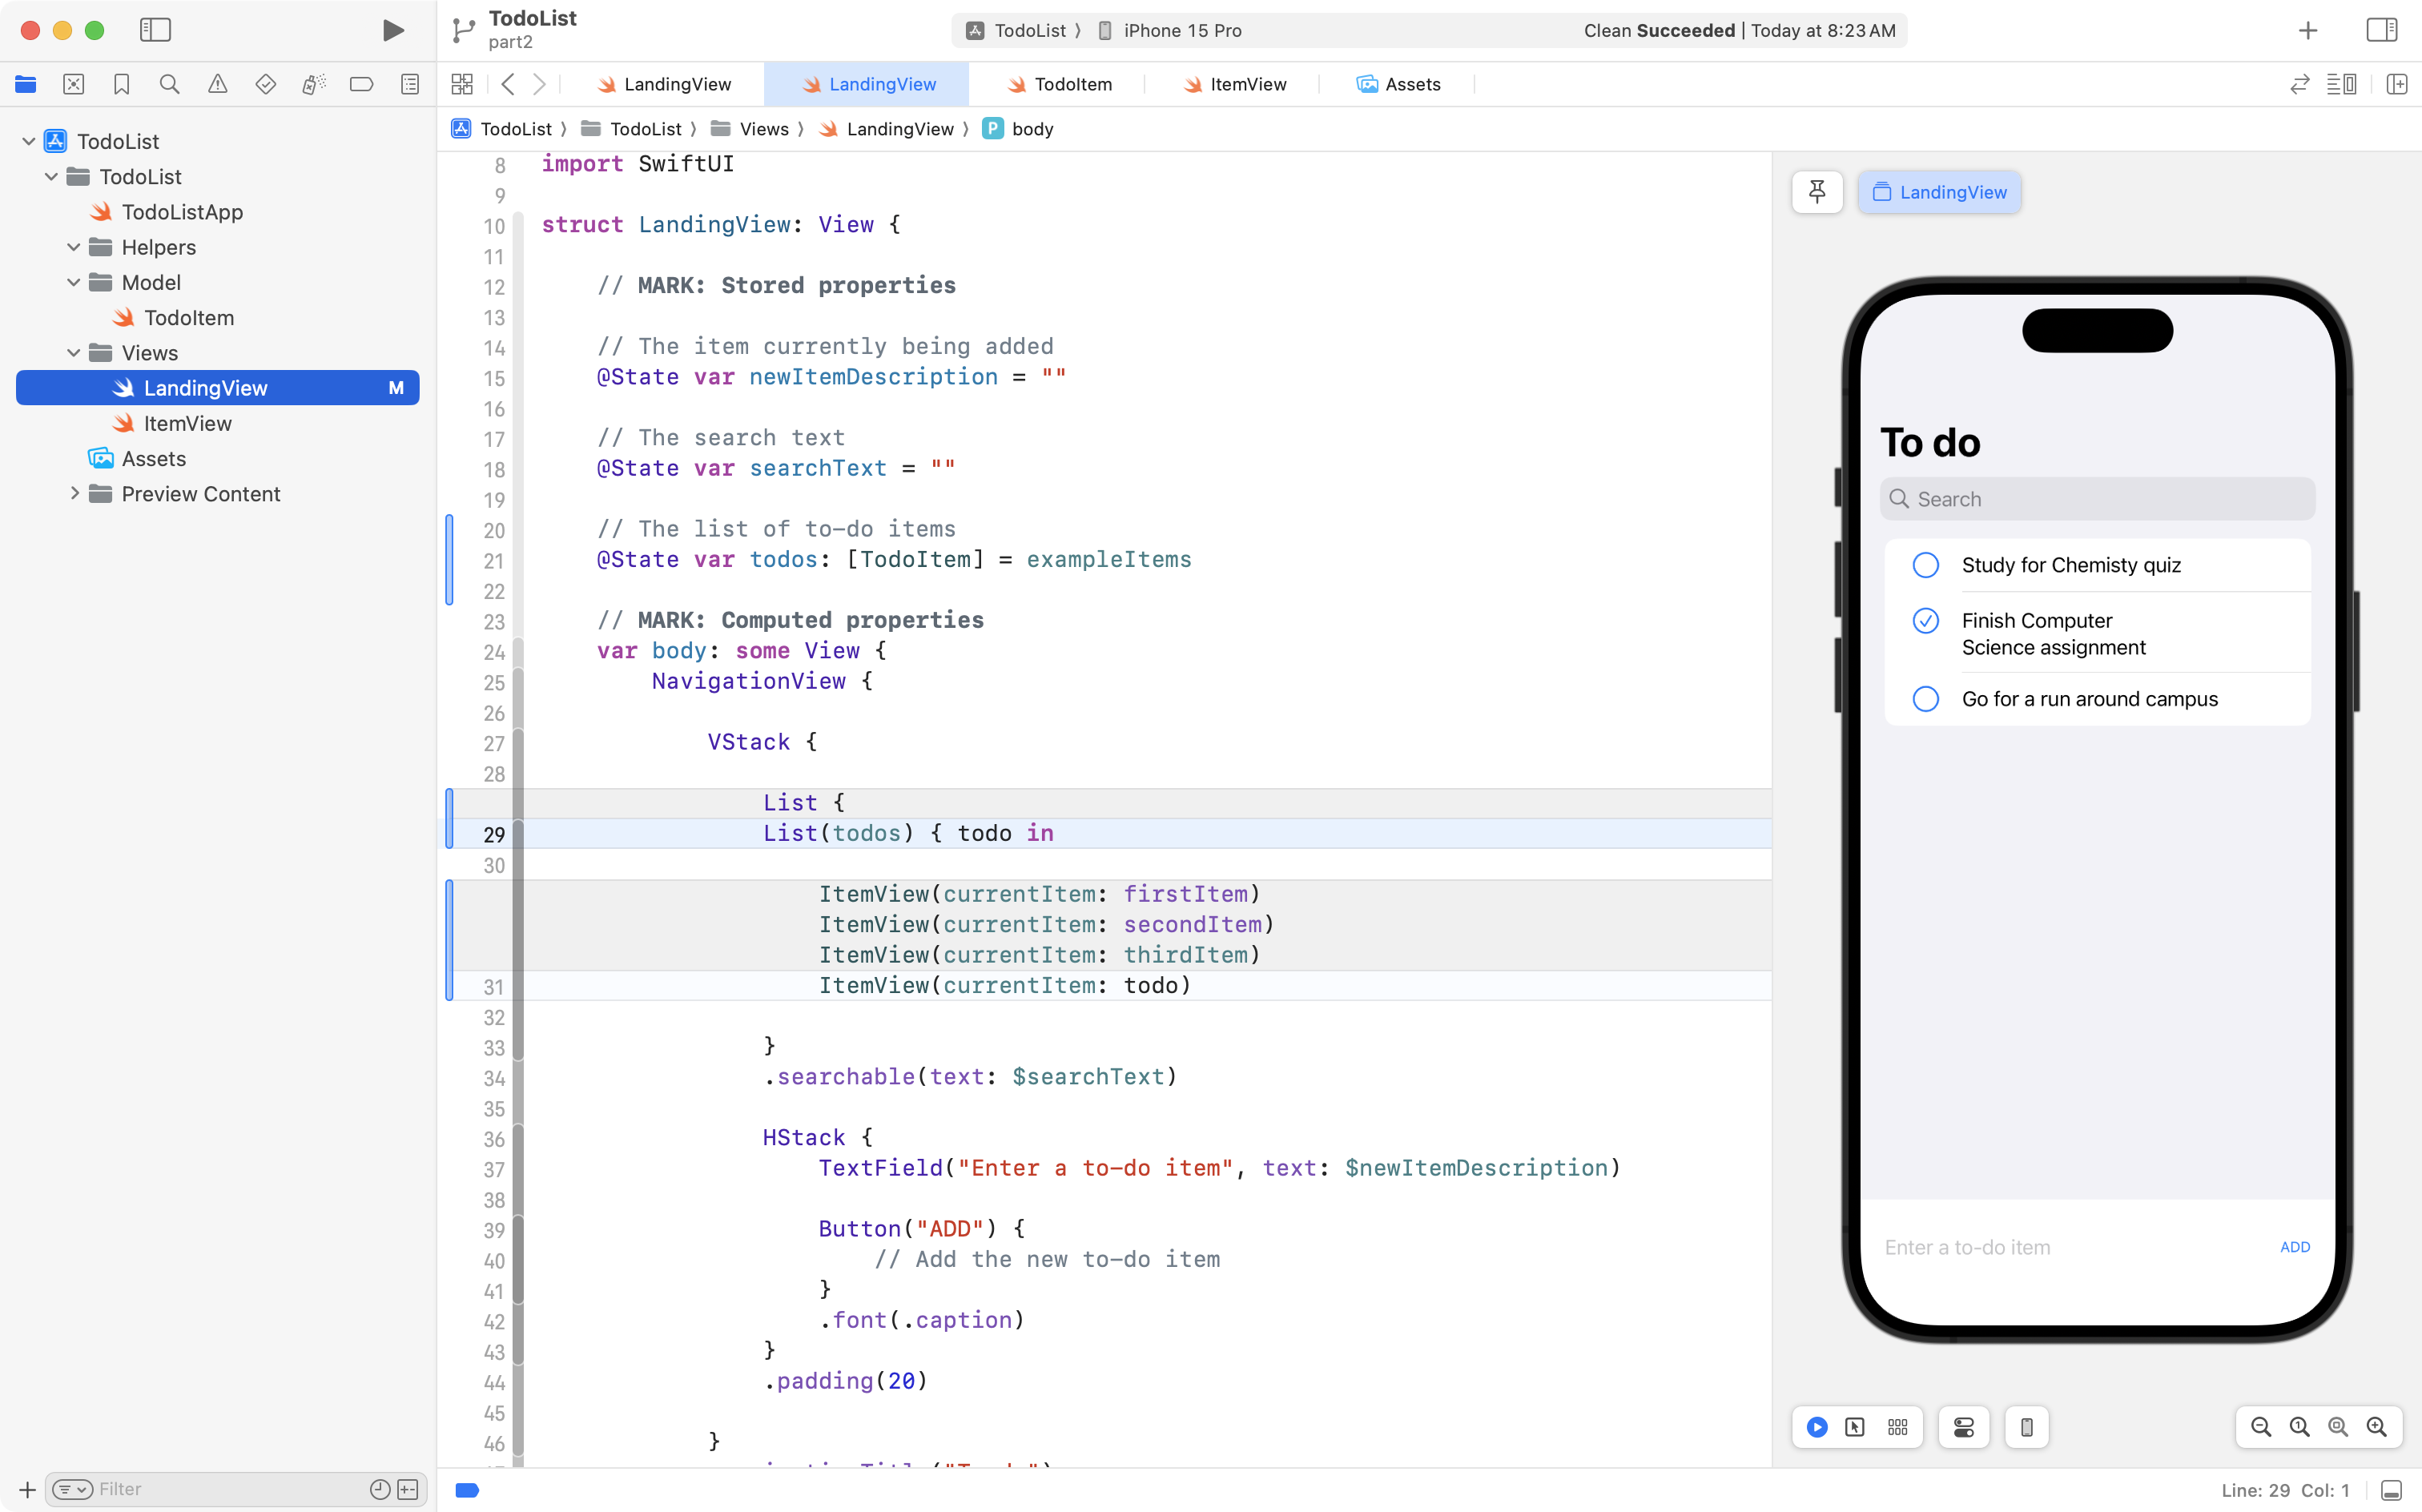 TodoList
part2
TodoList 〉 iPhone 15 Pro
Clean Succeeded | Today at 8:23 AM
LandingView
LandingView
TodoItem
ItemView
Assets
TodoList 〉 TodoList 〉 Views 〉 LandingView 〉 P body
TodoList
TodoList
TodoListApp
Helpers
Model
TodoItem
Views
LandingView M
ItemView
Assets
Preview Content
Filter
8 import SwiftUI
9
10 struct LandingView: View {
11
12 // MARK: Stored properties
13
14 // The item currently being added
15 @State var newItemDescription = ""
16
17 // The search text
18 @State var searchText = ""
19
20 // The list of to-do items
21 @State var todos: [TodoItem] = exampleItems
22
23 // MARK: Computed properties
24 var body: some View {
25 NavigationView {
26
27 VStack {
28
List {
29 List(todos) { todo in
30
ItemView(currentItem: firstItem)
ItemView(currentItem: secondItem)
ItemView(currentItem: thirdItem)
31 ItemView(currentItem: todo)
32
33 }
34 .searchable(text: $searchText)
35
36 HStack {
37 TextField("Enter a to-do item", text: $newItemDescription)
38
39 Button("ADD") {
40 // Add the new to-do item
41 }
42 .font(.caption)
43 }
44 .padding(20)
45
46 }
LandingView
To do
Search
Study for Chemisty quiz
Finish Computer
Science assignment
Go for a run around campus
Enter a to-do item
ADD
Line: 29 Col: 1